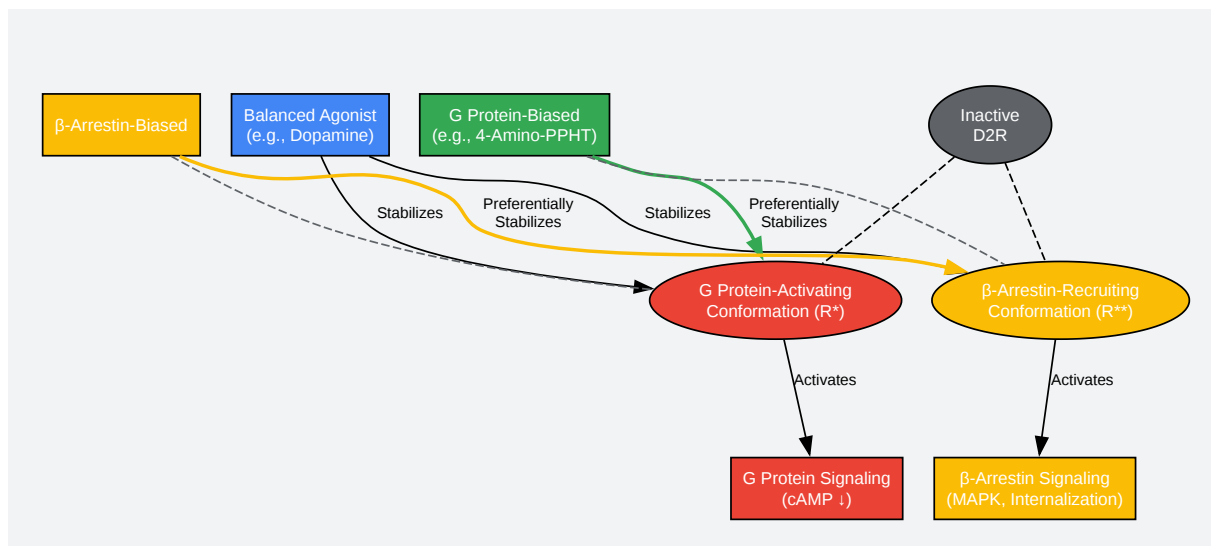 β-Arrestin-Biased
Balanced Agonist
(e.g., Dopamine)
G Protein-Biased
(e.g., 4-Amino-PPHT)
Inactive
D2R
Stabilizes
Preferentially
Stabilizes
Stabilizes
Preferentially
Stabilizes
G Protein-Activating
Conformation (R*)
β-Arrestin-Recruiting
Conformation (R**)
Activates
Activates
G Protein Signaling
(cAMP ↓)
β-Arrestin Signaling
(MAPK, Internalization)